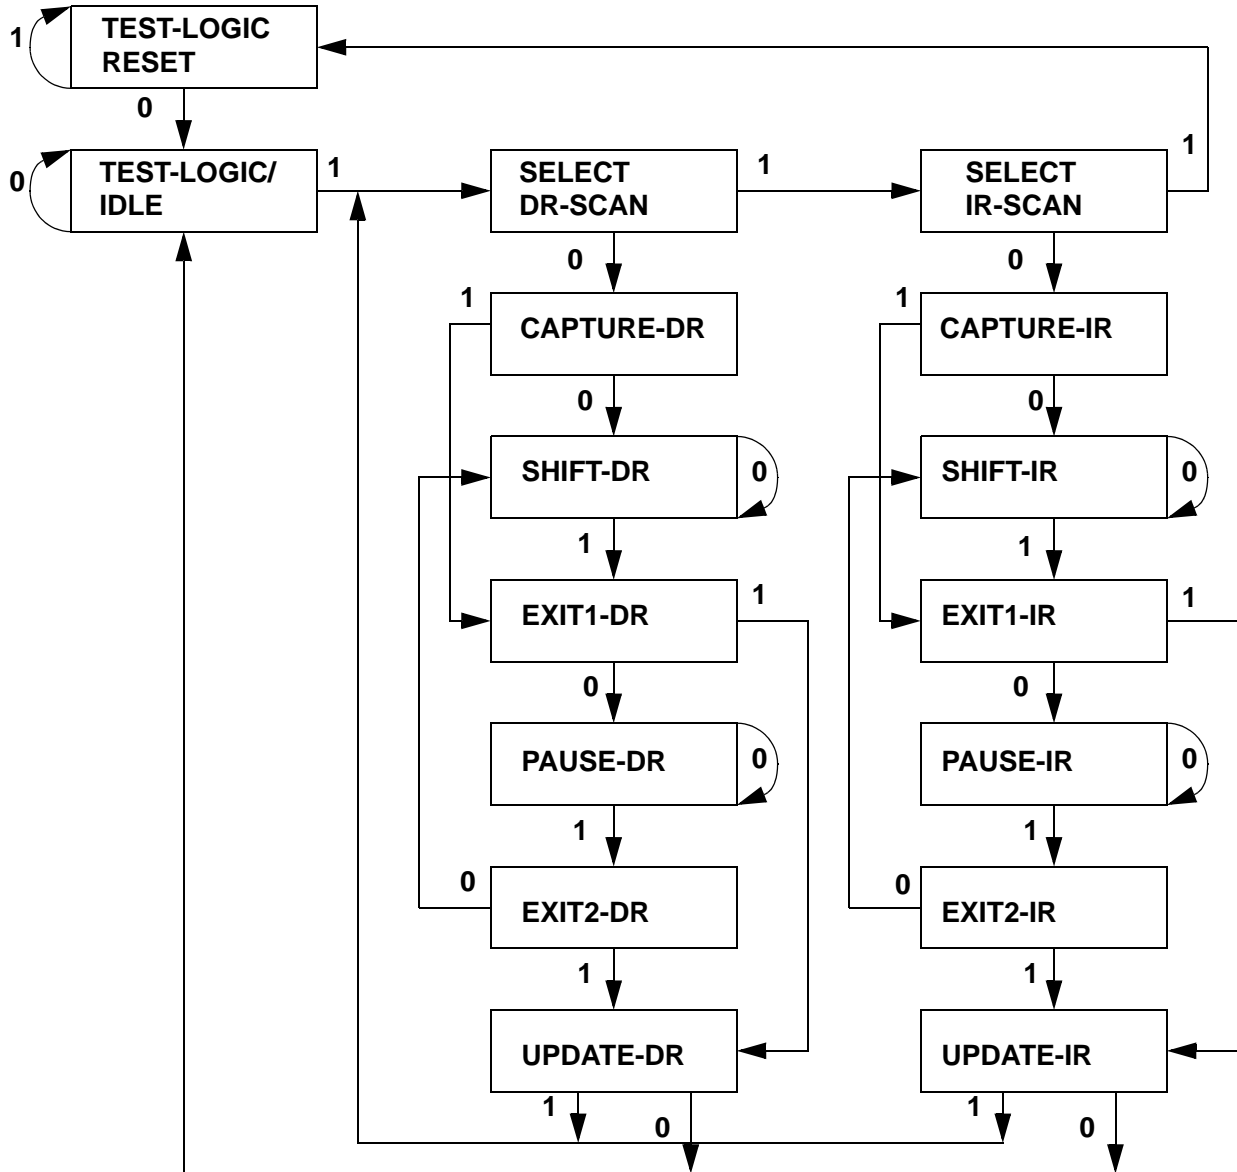 1
TEST-LOGIC
RESET
0
0
TEST-LOGIC/
IDLE
1
SELECT
DR-SCAN
1
SELECT
IR-SCAN
1
0
0
1
CAPTURE-DR
1
CAPTURE-IR
0
0
SHIFT-DR
0
SHIFT-IR
0
1
1
EXIT1-DR
1
EXIT1-IR
1
0
0
PAUSE-DR
0
PAUSE-IR
0
1
1
0
EXIT2-DR
0
EXIT2-IR
1
1
UPDATE-DR
UPDATE-IR
1
0
1
0